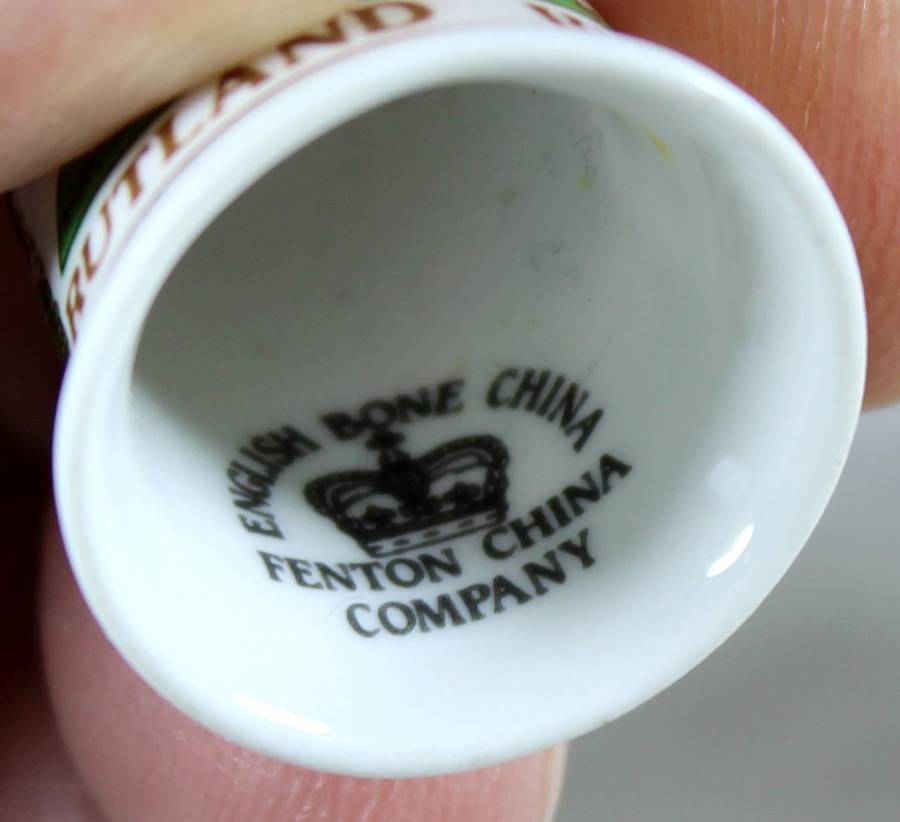 RUTLAND
ENGLISH BONE CHINA
FENTON CHINA
COMPANY